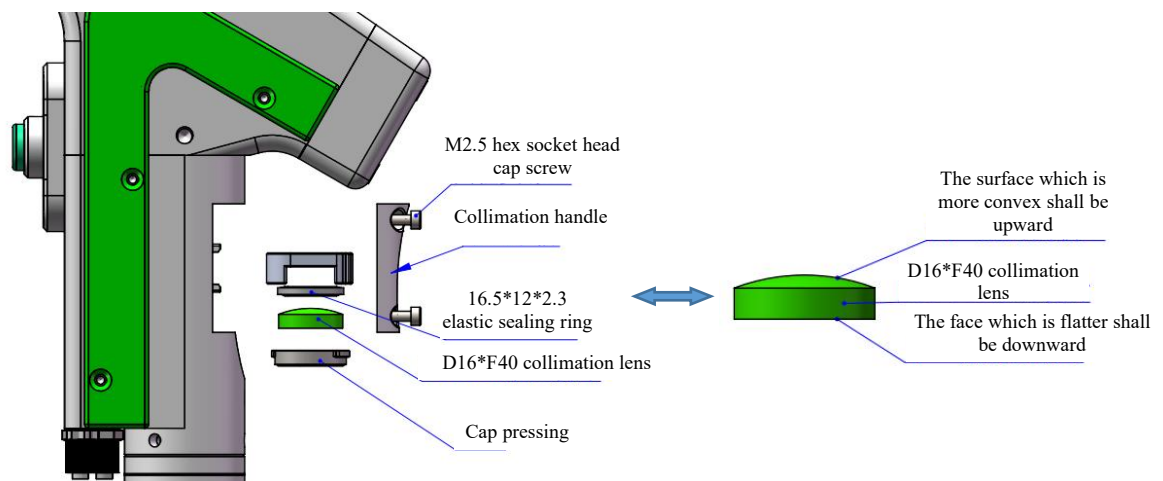 M2.5 hex socket head
cap screw
Collimation handle
16.5*12*2.3
elastic sealing ring
D16*F40 collimation lens
Cap pressing
The surface which is
more convex shall be
upward
D16*F40 collimation
lens
The face which is flatter shall
be downward